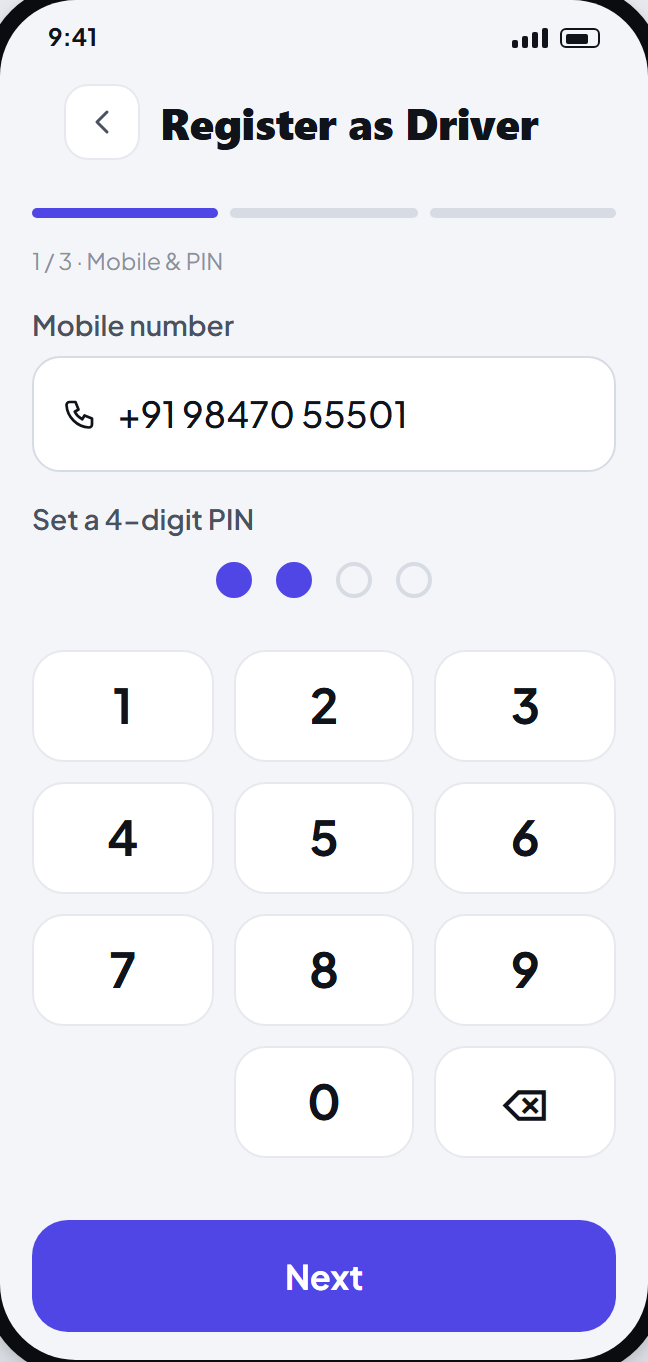 9:41
Register as Driver
1 / 3 · Mobile & PIN
Mobile number
+91 98470 55501
Set a 4-digit PIN
1 2 3
4 5 6
7 8 9
0
Next